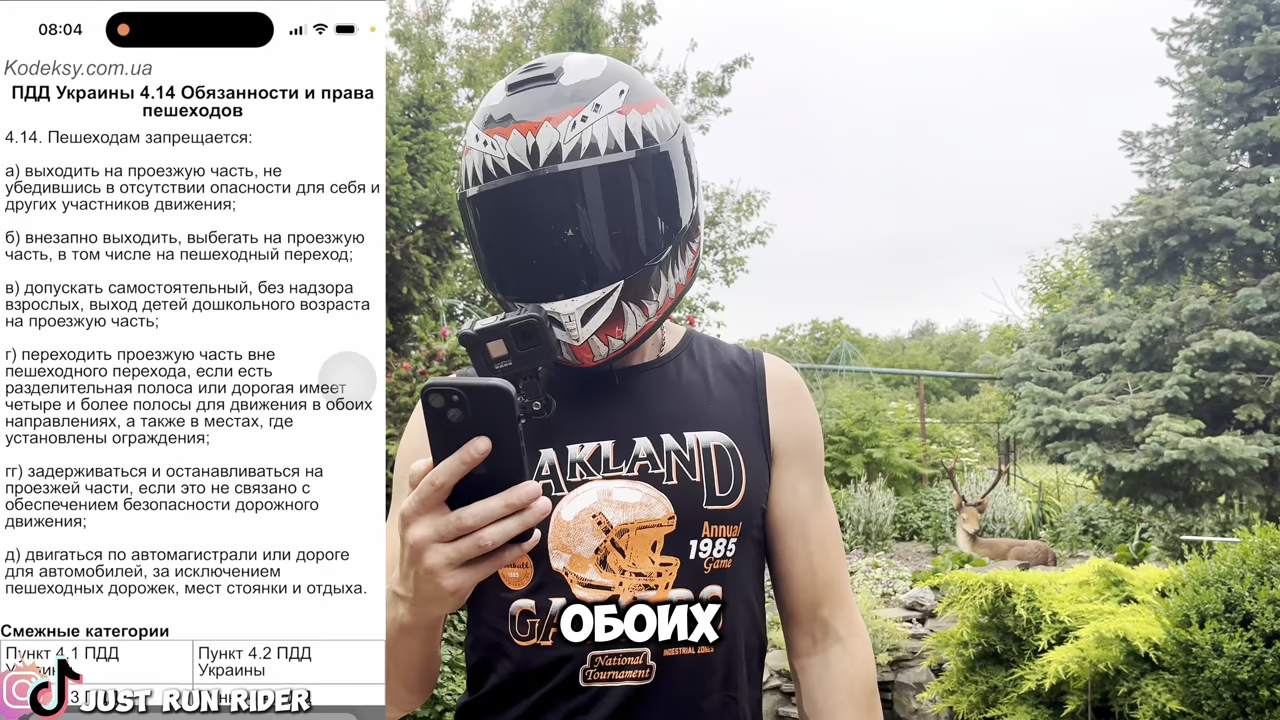 08:04
Kodeksy.com.ua
ПДД Украины 4.14 Обязанности и права
пешеходов
4.14. Пешеходам запрещается:
а) выходить на проезжую часть, не
убедившись в отсутствии опасности для себя и
других участников движения;
б) внезапно выходить, выбегать на проезжую
часть, в том числе на пешеходный переход;
в) допускать самостоятельный, без надзора
взрослых, выход детей дошкольного возраста
на проезжую часть;
г) переходить проезжую часть вне
пешеходного перехода, если есть
разделительная полоса или дорогая имеет
четыре и более полосы для движения в обоих
направлениях, а также в местах, где
установлены ограждения;
гг) задерживаться и останавливаться на
проезжей части, если это не связано с
обеспечением безопасности дорожного
движения;
д) двигаться по автомагистрали или дороге
для автомобилей, за исключением
пешеходных дорожек, мест стоянки и отдыха.
Смежные категории
Пункт 4.1 ПДД
Пункт 4.2 ПДД
Украины
JUST RUN RIDER
AKLAND
Annual
1985
Game
ОБОИХ
INDUSTRIAL ZONES
National
Tournament